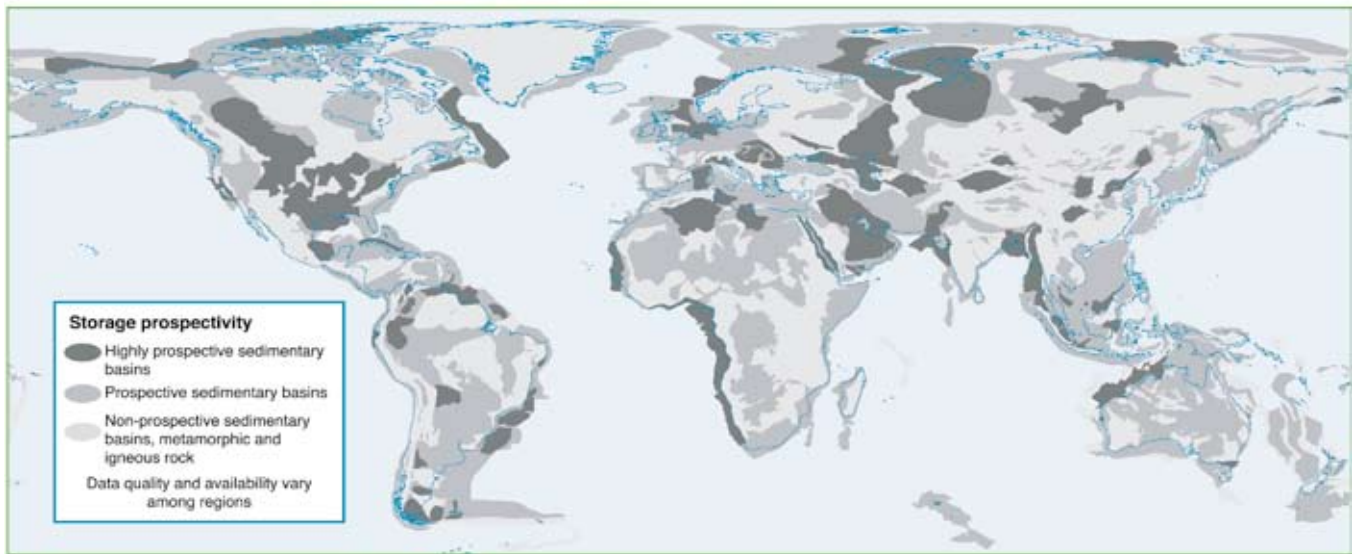 Storage prospectivity
Highly prospective sedimentary
basins
Prospective sedimentary basins
Non-prospective sedimentary
basins, metamorphic and
igneous rock
Data quality and availability vary
among regions